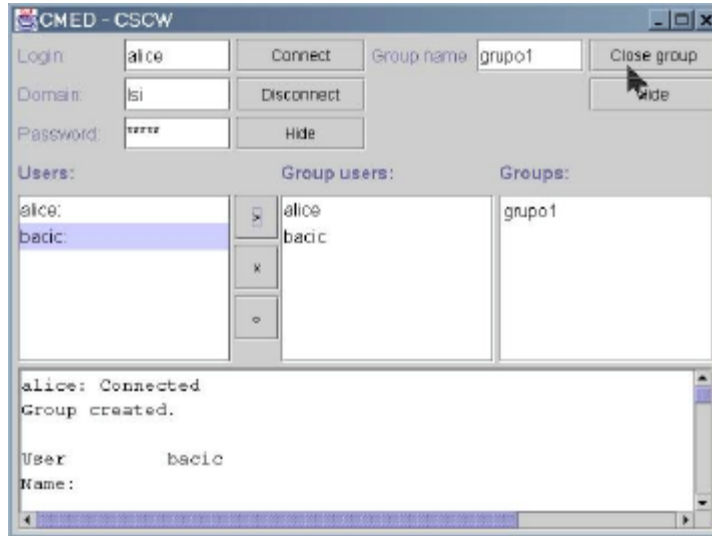 CMED - CSCW
Login: alice Connect Group name grupo1 Close group
Domain: lsi Disconnect Hide
Password: ***** Hide
Users: Group users: Groups:
alice: > alice grupo1
bacic: bacic
x
alice: Connected
Group created.
User bacic
Name: